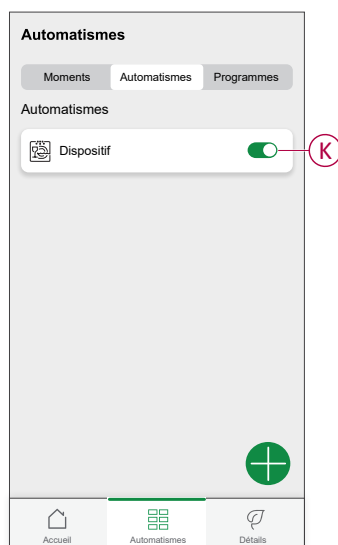 Automatismes
Moments Automatismes Programmes
Automatismes
Dispositif
K
Accueil Automatismes Détails